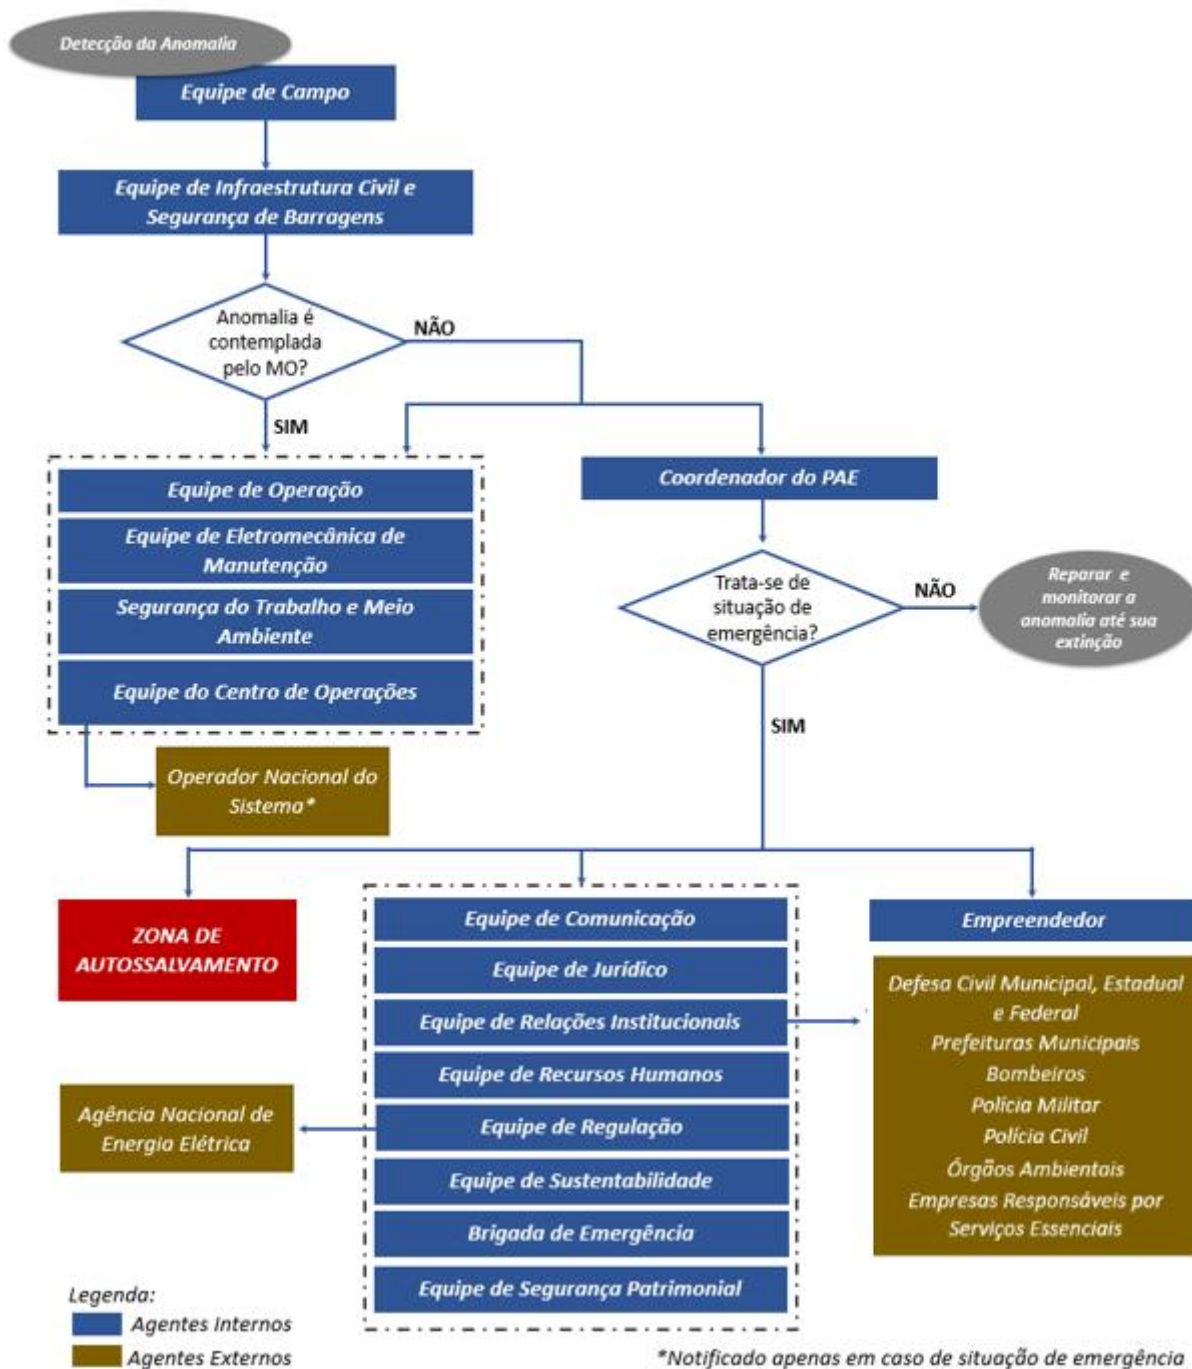 Detecção da Anomalia
Equipe de Campo
Equipe de Infraestrutura Civil e
Segurança de Barragens
Anomalia é
contemplada
pelo MO?
NÃO
SIM
Equipe de Operação
Equipe de Eletromecânica de
Manutenção
Segurança do Trabalho e Meio
Ambiente
Equipe do Centro de Operações
Operador Nacional do
Sistema*
Coordenador do PAE
Trata-se de
situação de
emergência?
NÃO
Reparar e
monitorar a
anomalia até sua
extinção
SIM
ZONA DE
AUTOSSALVAMENTO
Equipe de Comunicação
Equipe de Jurídico
Equipe de Relações Institucionais
Equipe de Recursos Humanos
Equipe de Regulação
Equipe de Sustentabilidade
Brigada de Emergência
Equipe de Segurança Patrimonial
Agência Nacional de
Energia Elétrica
Empreendedor
Defesa Civil Municipal, Estadual
e Federal
Prefeituras Municipais
Bombeiros
Polícia Militar
Polícia Civil
Órgãos Ambientais
Empresas Responsáveis por
Serviços Essenciais
Legenda:
Agentes Internos
Agentes Externos
*Notificado apenas em caso de situação de emergência